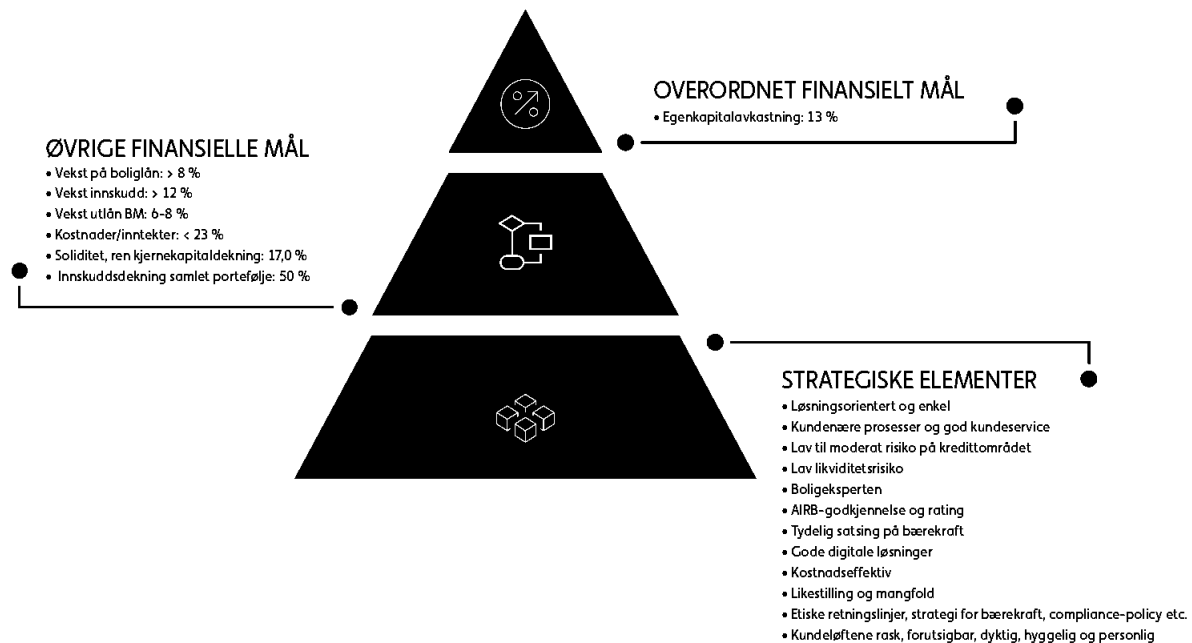 OVERORDNET FINANSIELT MÅL
• Egenkapitalavkastning: 13 %
ØVRIGE FINANSIELLE MÅL
• Vekst på boliglån: > 8 %
• Vekst innskudd: > 12 %
• Vekst utlån BM: 6-8 %
• Kostnader/inntekter: < 23 %
• Soliditet, ren kjernekapitaldekning: 17,0 %
• Innskuddsdekning samlet portefølje: 50 %
STRATEGISKE ELEMENTER
• Løsningsorientert og enkel
• Kundenære prosesser og god kundeservice
• Lav til moderat risiko på kredittområdet
• Lav likviditetsrisiko
• Boligeksperten
• AIRB-godkjennelse og rating
• Tydelig satsing på bærekraft
• Gode digitale løsninger
• Kostnadseffektiv
• Likestilling og mangfold
• Etiske retningslinjer, strategi for bærekraft, compliance-policy etc.
• Kundeløftene rask, forutsigbar, dyktig, hyggelig og personlig